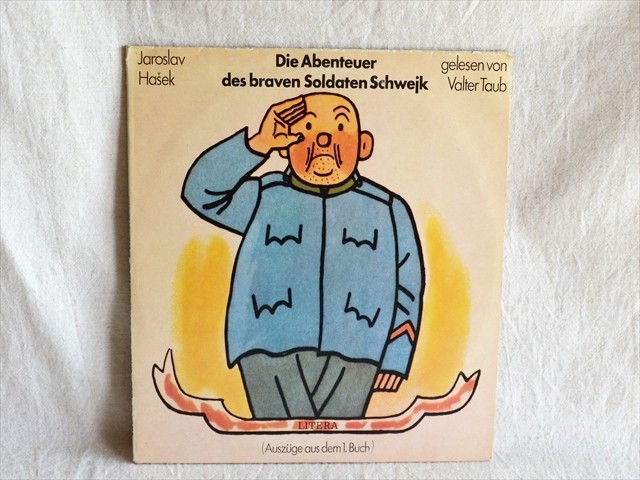 Jaroslav
Hašek
Die Abenteuer
des braven Soldaten Schwejk
gelesen von
Valter Taub
LITERA
(Auszüge aus dem 1. Buch)